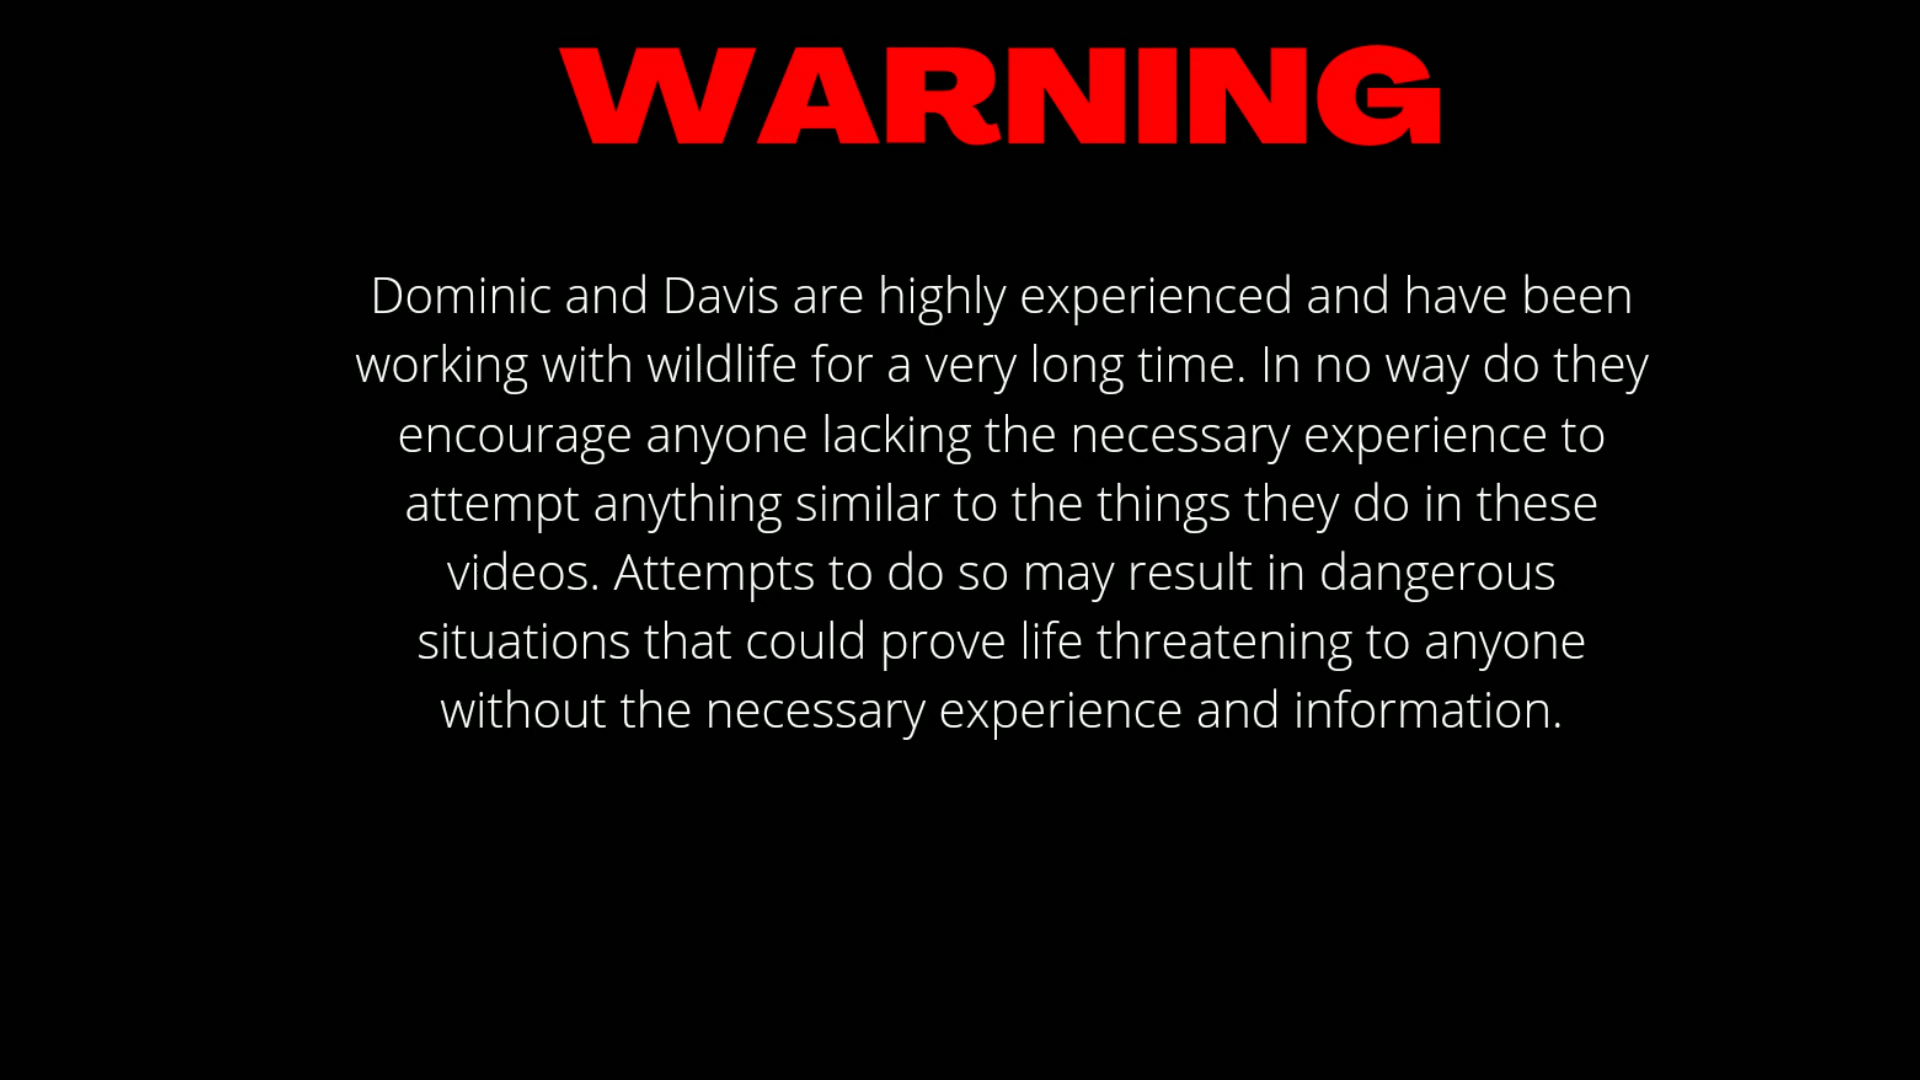 WARNING
Dominic and Davis are highly experienced and have been
working with wildlife for a very long time. In no way do they
encourage anyone lacking the necessary experience to
attempt anything similar to the things they do in these
videos. Attempts to do so may result in dangerous
situations that could prove life threatening to anyone
without the necessary experience and information.